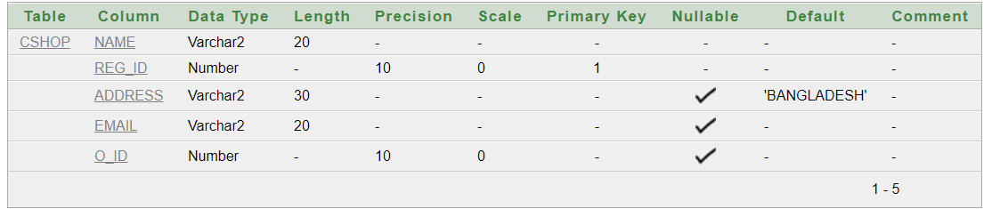 Table Column Data Type Length Precision Scale Primary Key Nullable Default Comment
CSHOP NAME Varchar2 20 - - - - - -
REG_ID Number - 10 0 1 - - -
ADDRESS Varchar2 30 - - - 'BANGLADESH' -
EMAIL Varchar2 20 - - - - -
O_ID Number - 10 0 - - -
1 - 5